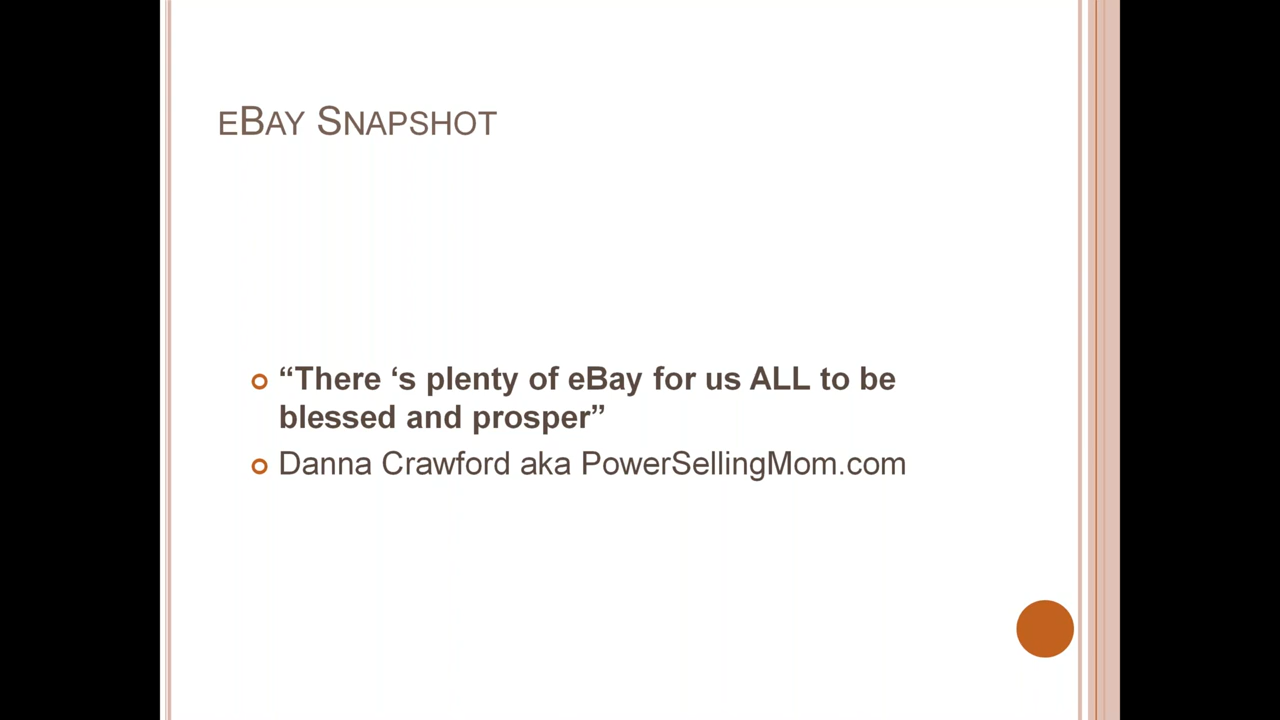 eBay Snapshot
“There ‘s plenty of eBay for us ALL to be
blessed and prosper”
Danna Crawford aka PowerSellingMom.com